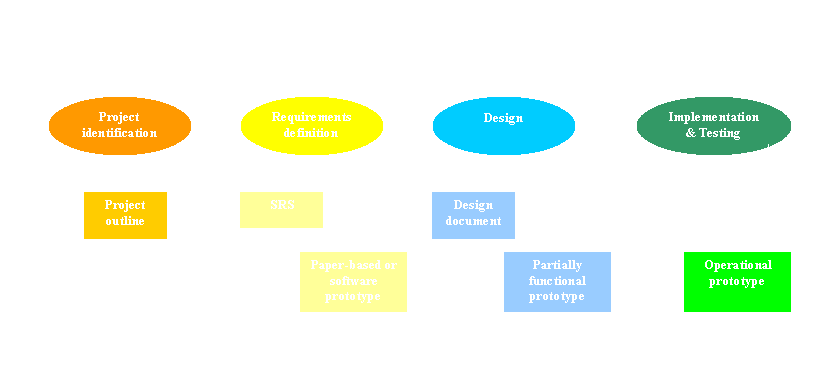 Project
identification
Requirements
definition
Design
Implementation
& Testing
Project
outline
SRS
Design
document
Paper-based or
software
prototype
Partially
functional
prototype
Operational
prototype